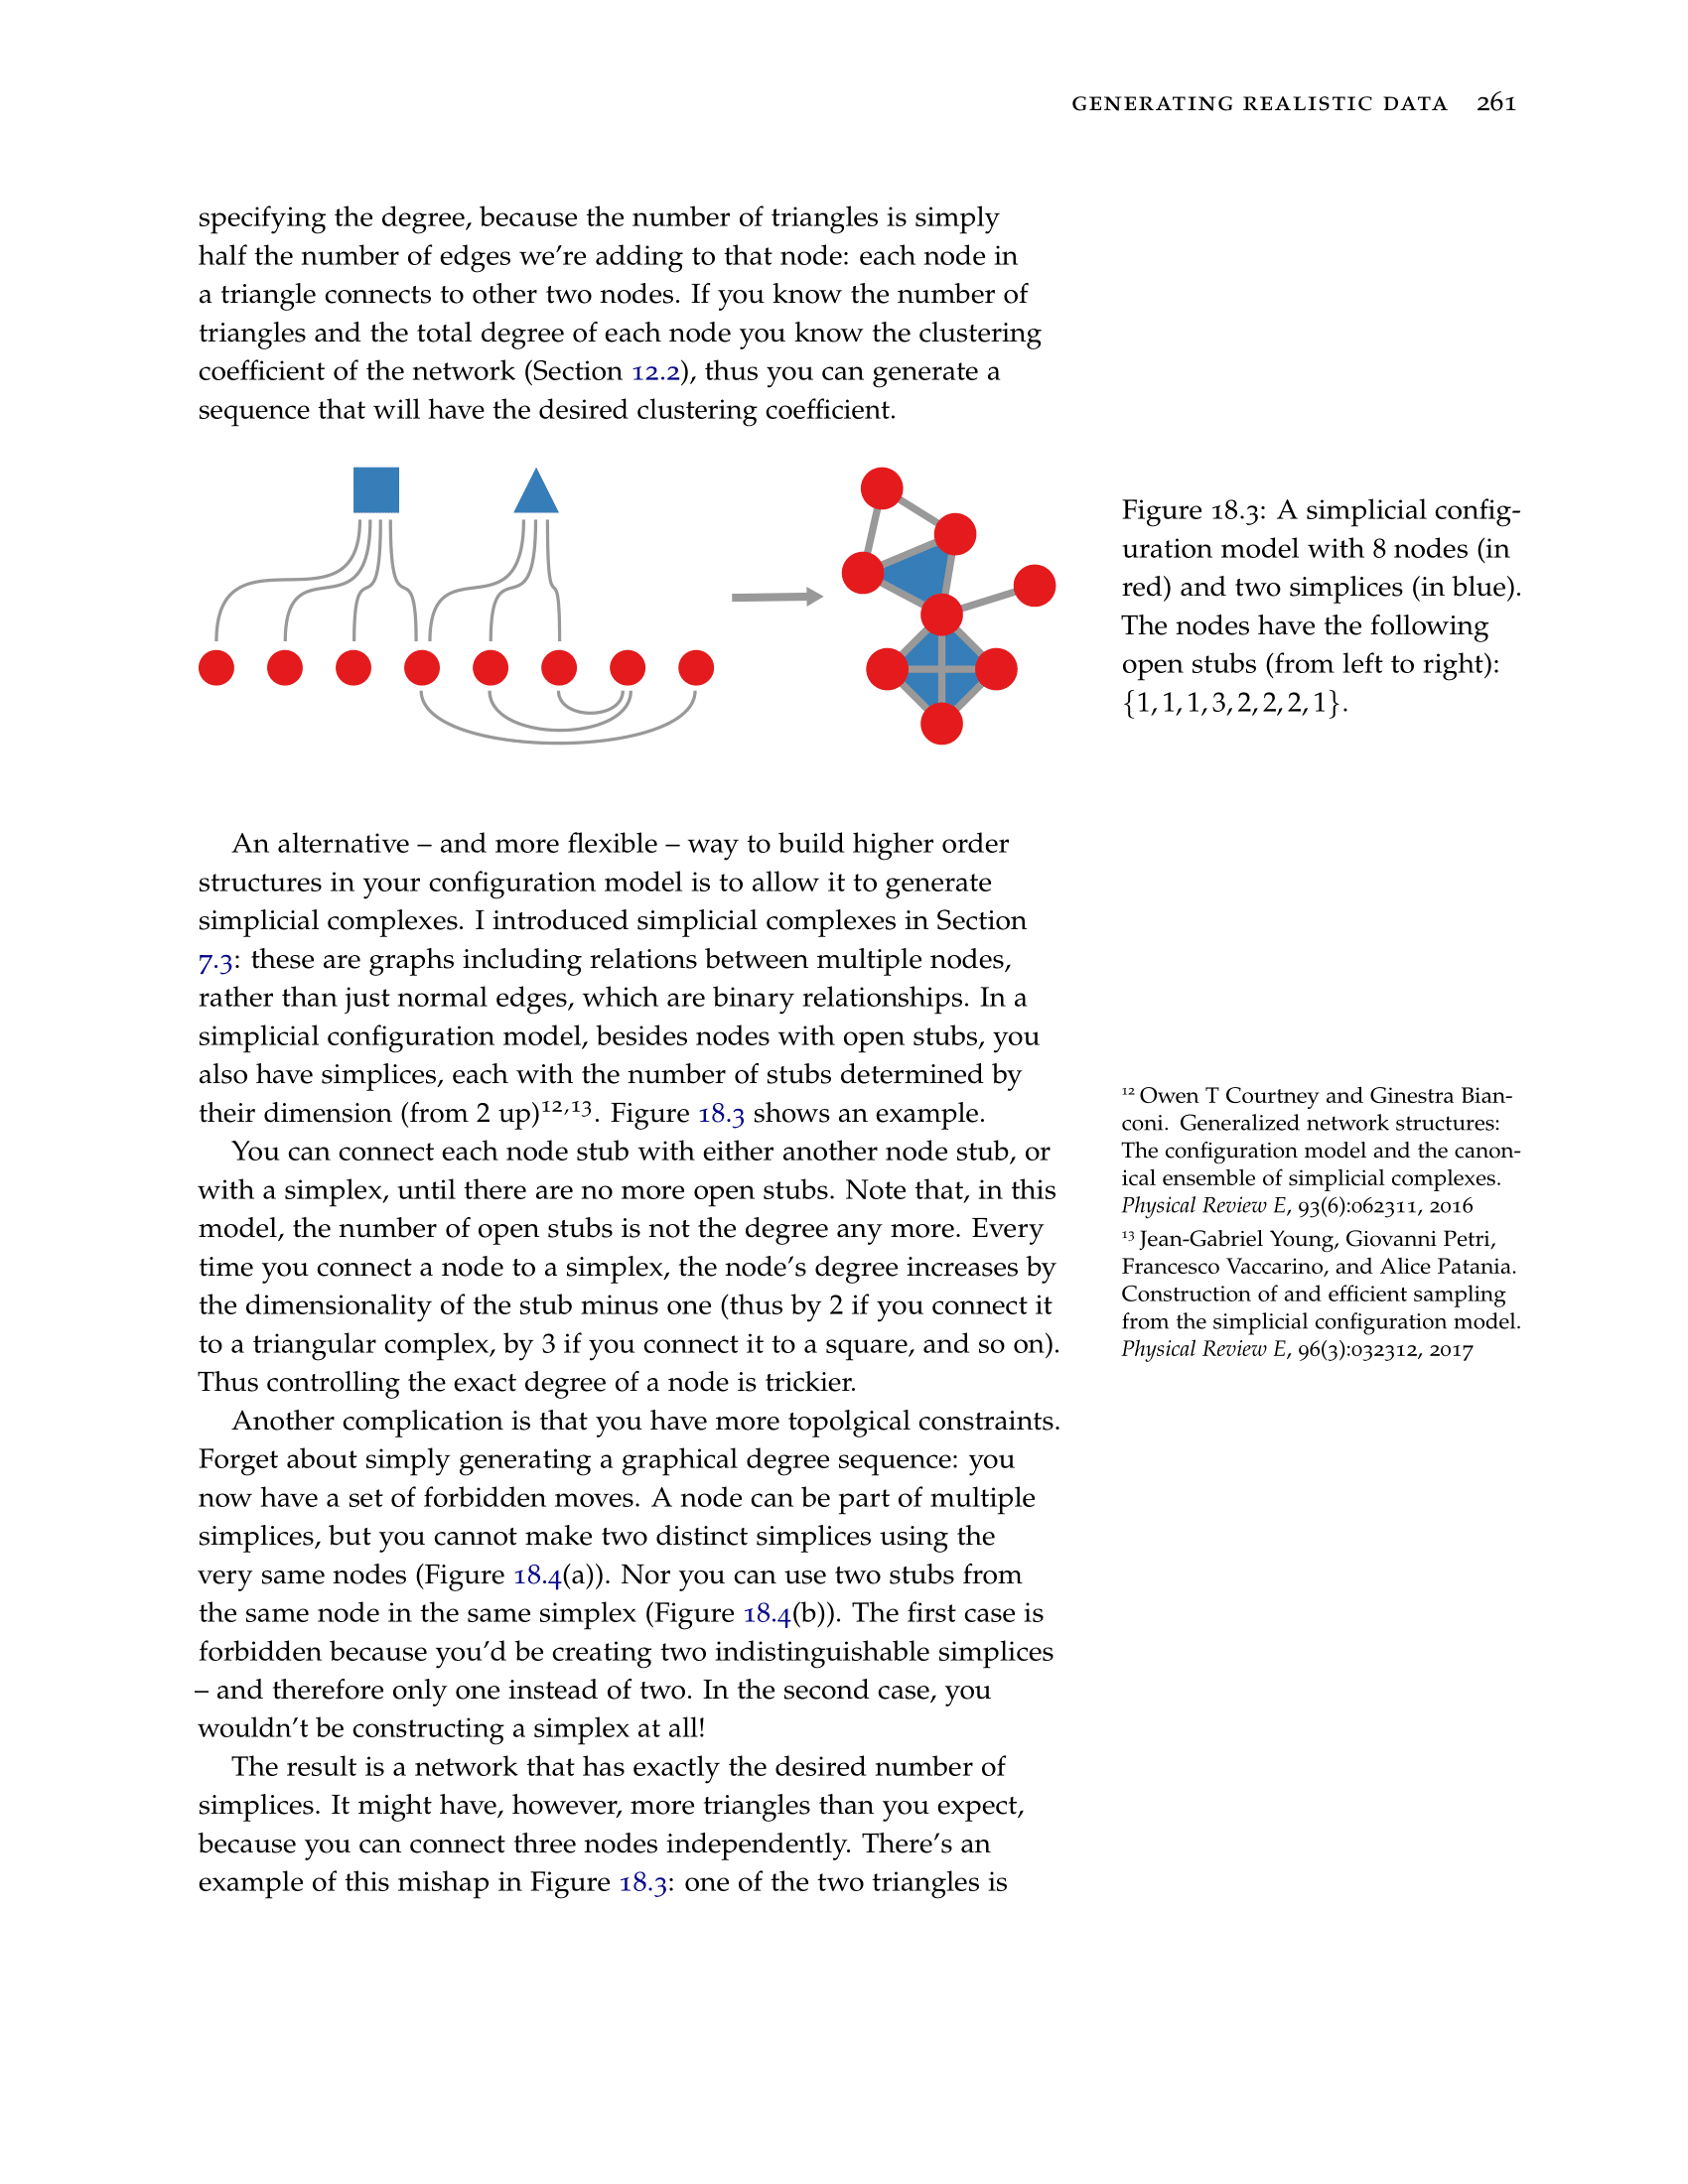 GENERATING REALISTIC DATA 261
specifying the degree, because the number of triangles is simply
half the number of edges we're adding to that node: each node in
a triangle connects to other two nodes. If you know the number of
triangles and the total degree of each node you know the clustering
coefficient of the network (Section 12.2), thus you can generate a
sequence that will have the desired clustering coefficient.
Figure 18.3: A simplicial config-
uration model with 8 nodes (in
red) and two simplices (in blue).
The nodes have the following
open stubs (from left to right):
{1, 1, 1, 3, 2, 2, 2, 1}.
An alternative – and more flexible – way to build higher order
structures in your configuration model is to allow it to generate
simplicial complexes. I introduced simplicial complexes in Section
7.3: these are graphs including relations between multiple nodes,
rather than just normal edges, which are binary relationships. In a
simplicial configuration model, besides nodes with open stubs, you
also have simplices, each with the number of stubs determined by
their dimension (from 2 up)12,13. Figure 18.3 shows an example.
You can connect each node stub with either another node stub, or
with a simplex, until there are no more open stubs. Note that, in this
model, the number of open stubs is not the degree any more. Every
time you connect a node to a simplex, the node's degree increases by
the dimensionality of the stub minus one (thus by 2 if you connect it
to a triangular complex, by 3 if you connect it to a square, and so on).
Thus controlling the exact degree of a node is trickier.
Another complication is that you have more topolgical constraints.
Forget about simply generating a graphical degree sequence: you
now have a set of forbidden moves. A node can be part of multiple
simplices, but you cannot make two distinct simplices using the
very same nodes (Figure 18.4(a)). Nor you can use two stubs from
the same node in the same simplex (Figure 18.4(b)). The first case is
forbidden because you'd be creating two indistinguishable simplices
– and therefore only one instead of two. In the second case, you
wouldn't be constructing a simplex at all!
The result is a network that has exactly the desired number of
simplices. It might have, however, more triangles than you expect,
because you can connect three nodes independently. There's an
example of this mishap in Figure 18.3: one of the two triangles is
12 Owen T Courtney and Ginestra Bian-
coni. Generalized network structures:
The configuration model and the canon-
ical ensemble of simplicial complexes.
Physical Review E, 93(6):062311, 2016
13 Jean-Gabriel Young, Giovanni Petri,
Francesco Vaccarino, and Alice Patania.
Construction of and efficient sampling
from the simplicial configuration model.
Physical Review E, 96(3):032312, 2017